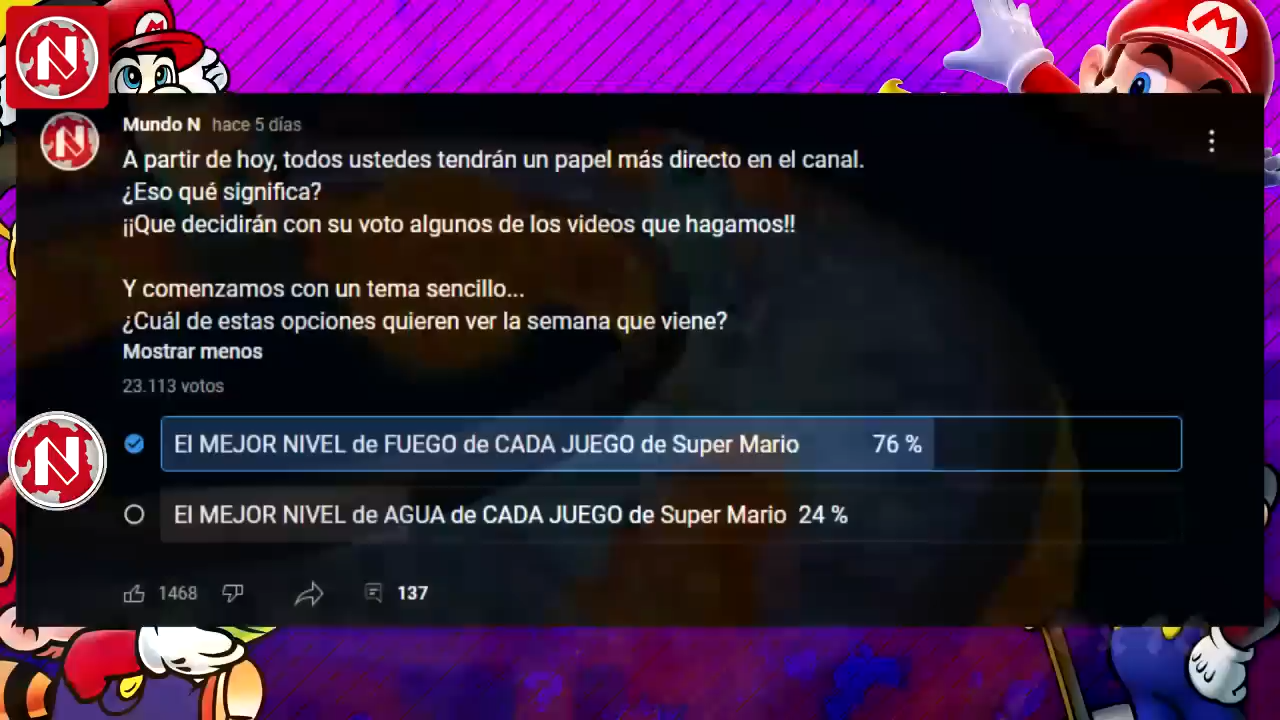 N
M
M
Mundo N hace 5 días
N
A partir de hoy, todos ustedes tendrán un papel más directo en el canal.
¿Eso qué significa?
¡¡Que decidirán con su voto algunos de los videos que hagamos!!
Y comenzamos con un tema sencillo...
¿Cuál de estas opciones quieren ver la semana que viene?
Mostrar menos
23.113 votos
N
El MEJOR NIVEL de FUEGO de CADA JUEGO de Super Mario 76 %
El MEJOR NIVEL de AGUA de CADA JUEGO de Super Mario 24 %
1468 137